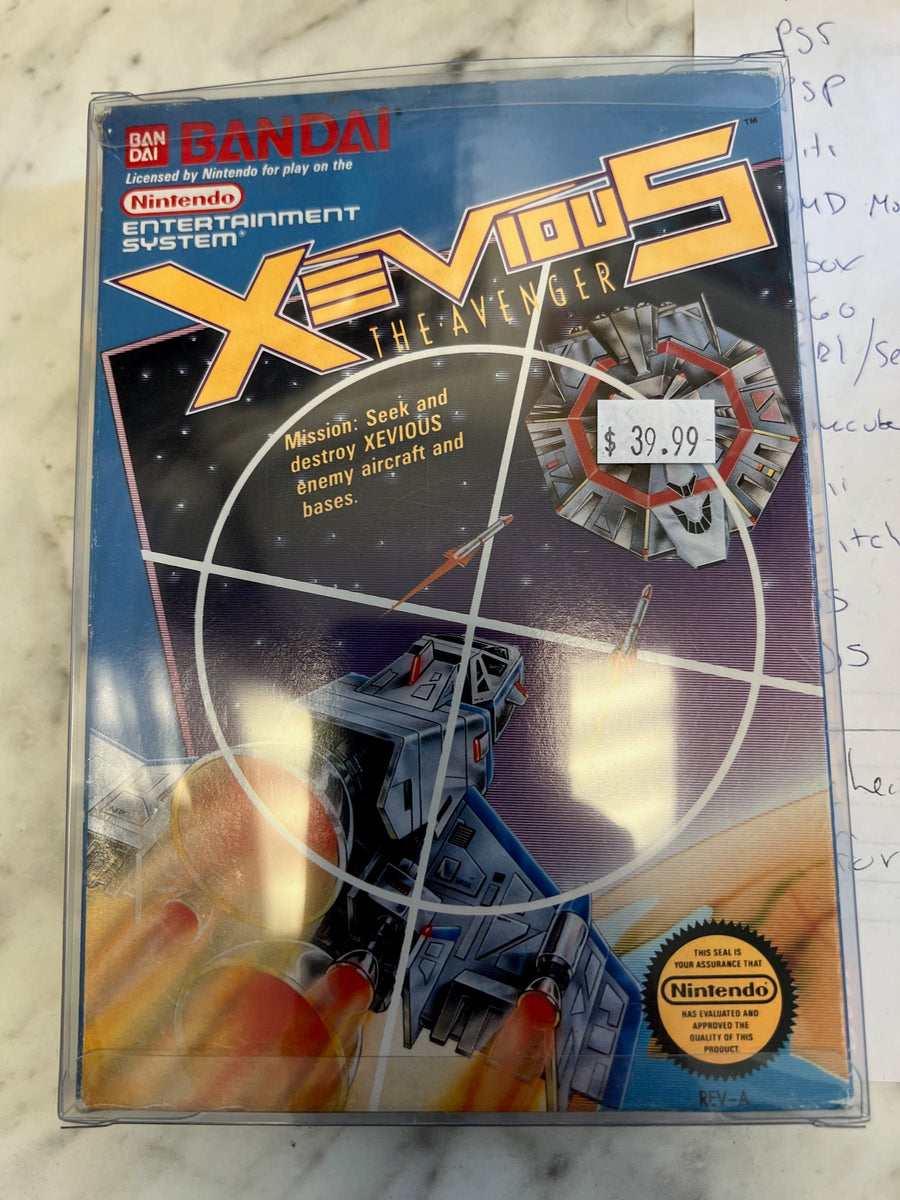 BAN
DAI
BANDAI
Licensed by Nintendo for play on the
Nintendo
ENTERTAINMENT
SYSTEM®
XEVIOUS™
THE·AVENGER
Mission: Seek and
destroy XEVIOUS
enemy aircraft and
bases.
$ 39.99
THIS SEAL IS
YOUR ASSURANCE THAT
Nintendo®
HAS EVALUATED AND
APPROVED THE
QUALITY OF THIS
PRODUCT.
REV-A
PSP
360